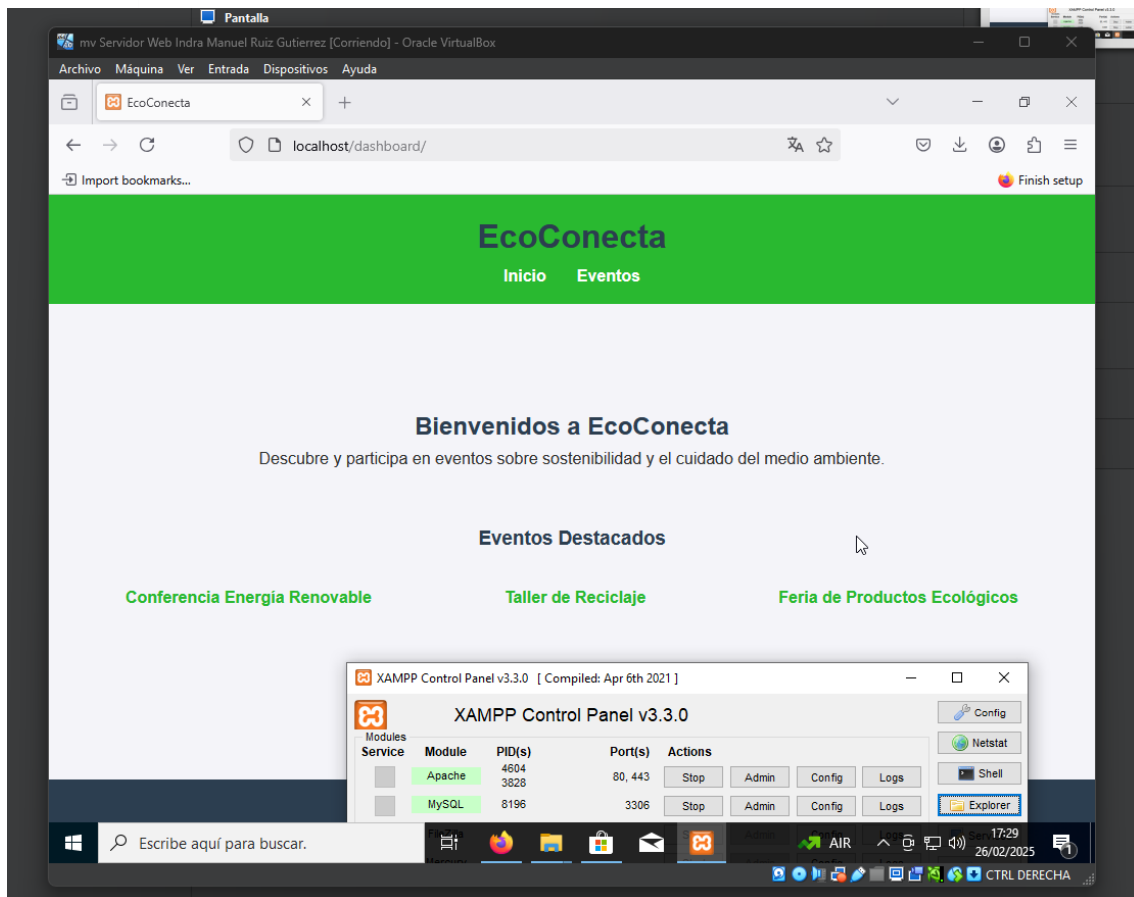 Pantalla
mv Servidor Web Indra Manuel Ruiz Gutierrez [Corriendo] - Oracle VirtualBox
Archivo Máquina Ver Entrada Dispositivos Ayuda
EcoConecta
localhost/dashboard/
Import bookmarks...
Finish setup
EcoConecta
Inicio Eventos
Bienvenidos a EcoConecta
Descubre y participa en eventos sobre sostenibilidad y el cuidado del medio ambiente.
Eventos Destacados
Conferencia Energía Renovable Taller de Reciclaje Feria de Productos Ecológicos
XAMPP Control Panel v3.3.0 [ Compiled: Apr 6th 2021 ]
XAMPP Control Panel v3.3.0
Config
Modules
Netstat
Service Module PID(s) Port(s) Actions
Apache 4604 3828 80, 443 Stop Admin Config Logs Shell
MySQL 8196 3306 Stop Admin Config Logs Explorer
Escribe aquí para buscar.
AIR
17:29
26/02/2025
1
CTRL DERECHA